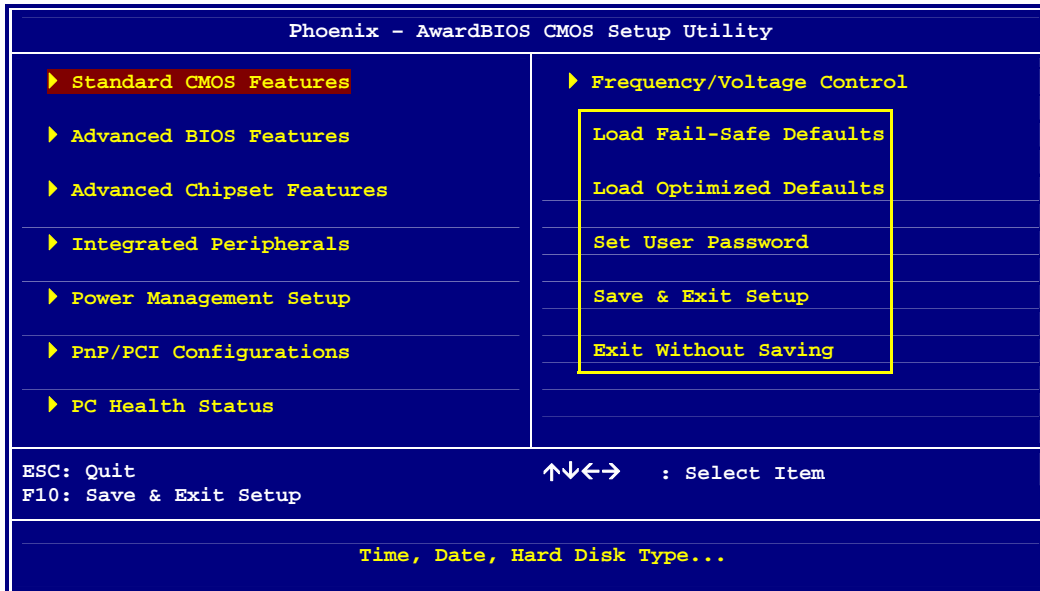 Phoenix – AwardBIOS CMOS Setup Utility
Standard CMOS Features
Advanced BIOS Features
Advanced Chipset Features
Integrated Peripherals
Power Management Setup
PnP/PCI Configurations
PC Health Status
Frequency/Voltage Control
Load Fail-Safe Defaults
Load Optimized Defaults
Set User Password
Save & Exit Setup
Exit Without Saving
ESC: Quit
F10: Save & Exit Setup
↑↓←→ : Select Item
Time, Date, Hard Disk Type...